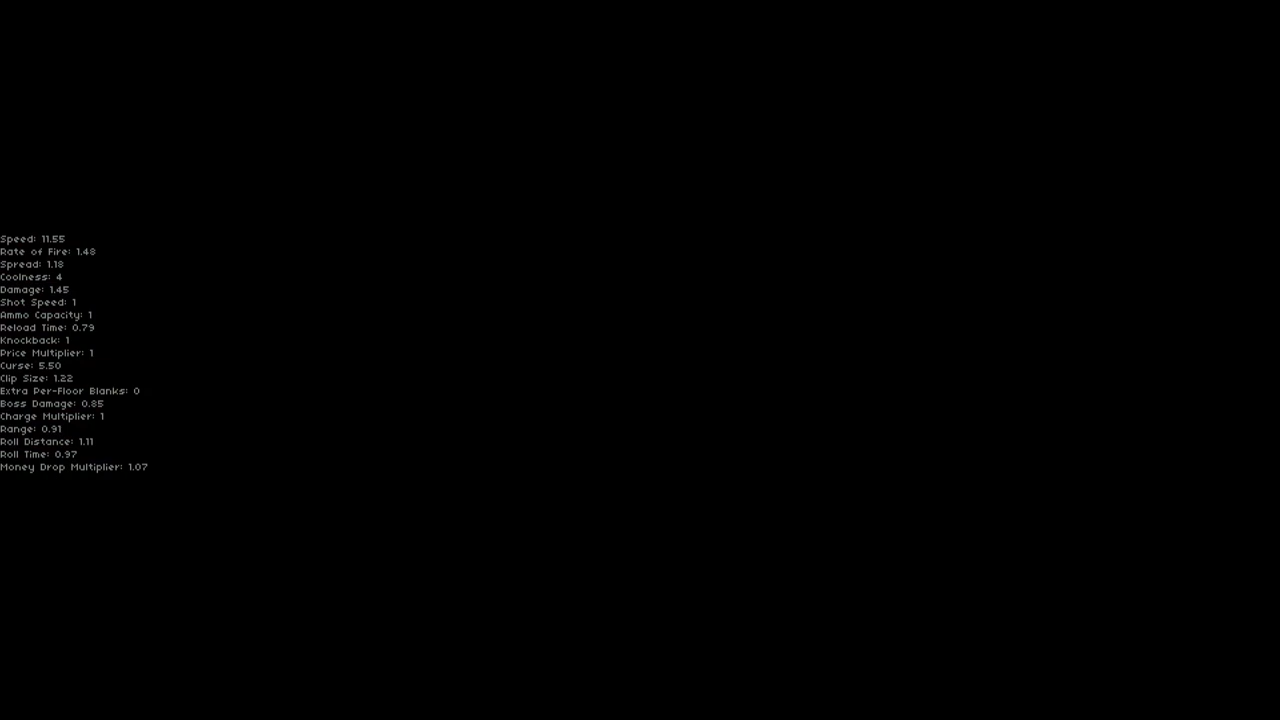 Speed: 11.55
Rate of Fire: 1.48
Spread: 1.18
Coolness: 4
Damage: 1.45
Shot Speed: 1
Ammo Capacity: 1
Reload Time: 0.79
Knockback: 1
Price Multiplier: 1
Curse: 5.50
Clip Size: 1.22
Extra Per-Floor Blanks: 0
Boss Damage: 0.85
Charge Multiplier: 1
Range: 0.91
Roll Distance: 1.11
Roll Time: 0.97
Money Drop Multiplier: 1.07